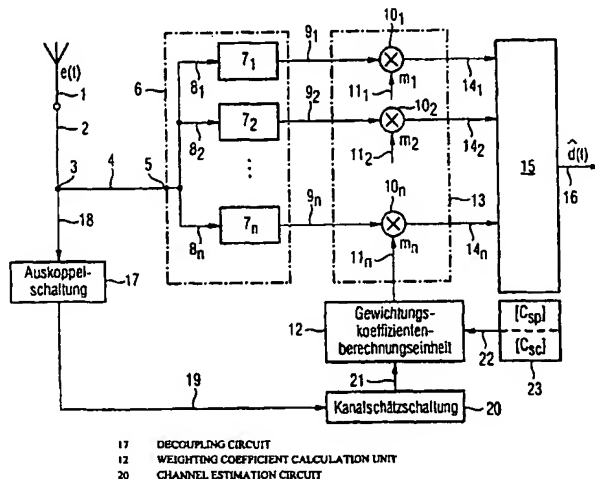 e(t)
1
2
3
4
5
6
8₁
7₁
9₁
10₁
m₁
11₁
14₁
8₂
7₂
9₂
10₂
m₂
11₂
14₂
⋮
8ₙ
7ₙ
9ₙ
10ₙ
mₙ
11ₙ
14ₙ
13
15
d̂(t)
16
18
Auskoppel-
schaltung
17
12
Gewichtungs-
koeffizienten-
berechnungseinheit
[Csp]
[Csc]
22
23
21
19
Kanalschätzschaltung
20
17 DECOUPLING CIRCUIT
12 WEIGHTING COEFFICIENT CALCULATION UNIT
20 CHANNEL ESTIMATION CIRCUIT